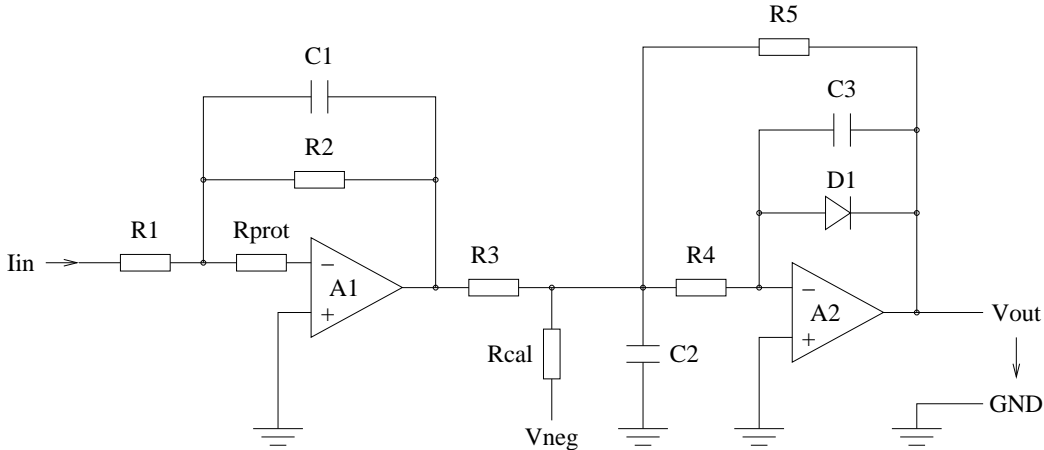 R5
C1
C3
R2
D1
R1
Rprot
R3
R4
Iin
−
A1
+
−
A2
+
Vout
Rcal
C2
GND
Vneg